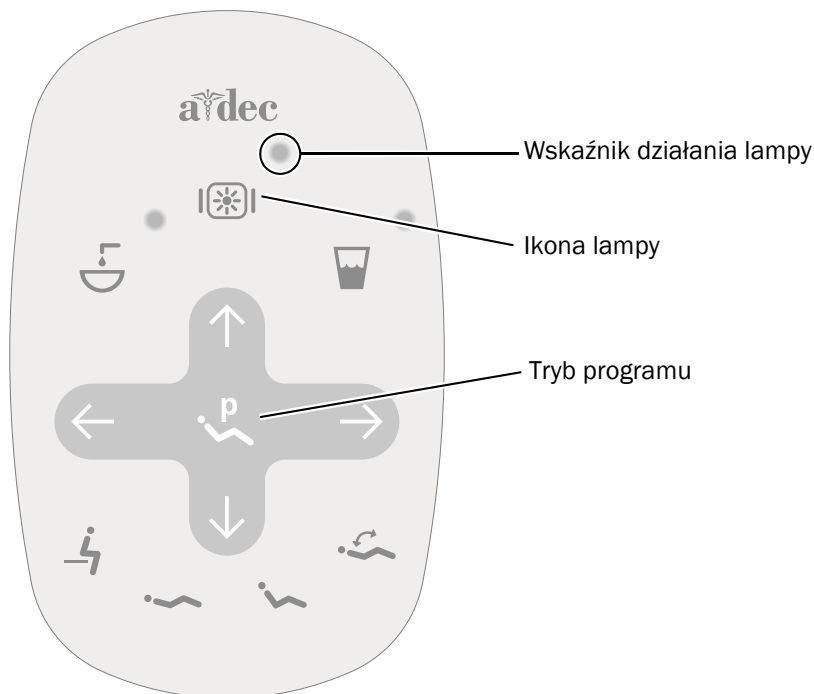 a dec
Wskaźnik działania lampy
Ikona lampy
Tryb programu
p